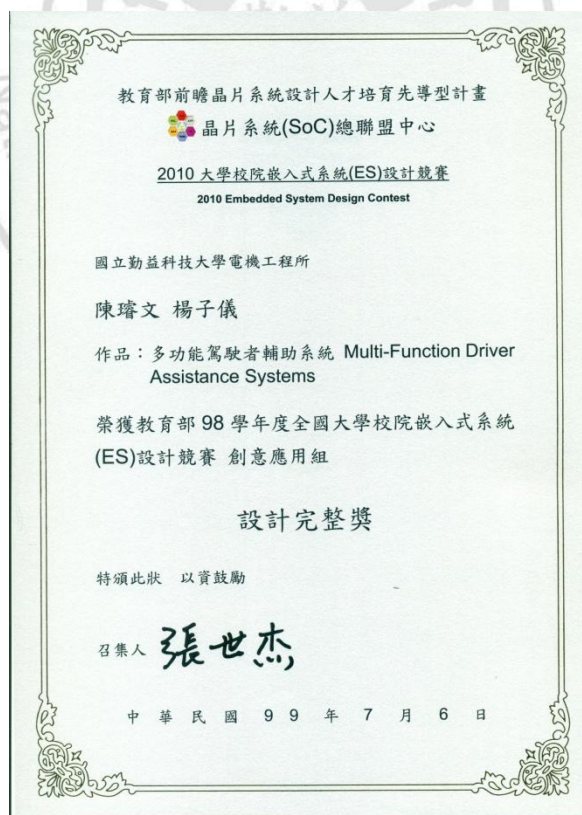 教育部前瞻晶片系統設計人才培育先導型計畫
晶片系統(SoC)總聯盟中心
2010 大學校院嵌入式系統(ES)設計競賽
2010 Embedded System Design Contest
國立勤益科技大學電機工程所
陳璿文 楊子儀
作品：多功能駕駛者輔助系統 Multi-Function Driver
Assistance Systems
榮獲教育部 98 學年度全國大學校院嵌入式系統
(ES)設計競賽 創意應用組
設計完整獎
特頒此狀 以資鼓勵
召集人 張世杰
中華民國 99 年 7 月 6 日